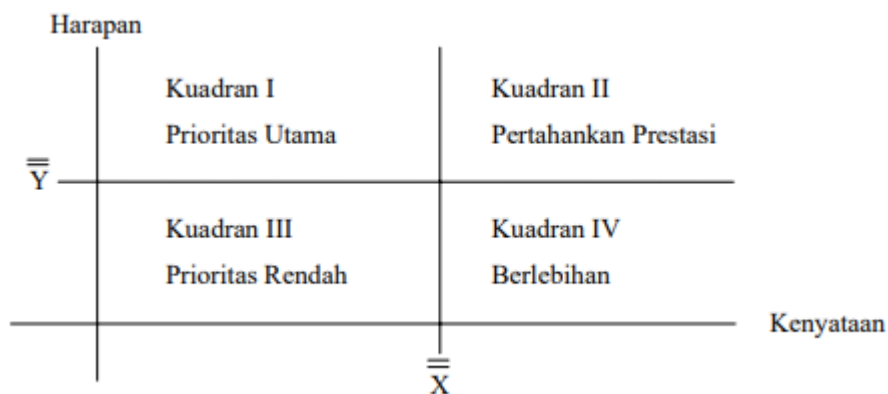 Harapan
Kuadran I
Prioritas Utama
Kuadran II
Pertahankan Prestasi
Y̿
Kuadran III
Prioritas Rendah
Kuadran IV
Berlebihan
Kenyataan
X̿